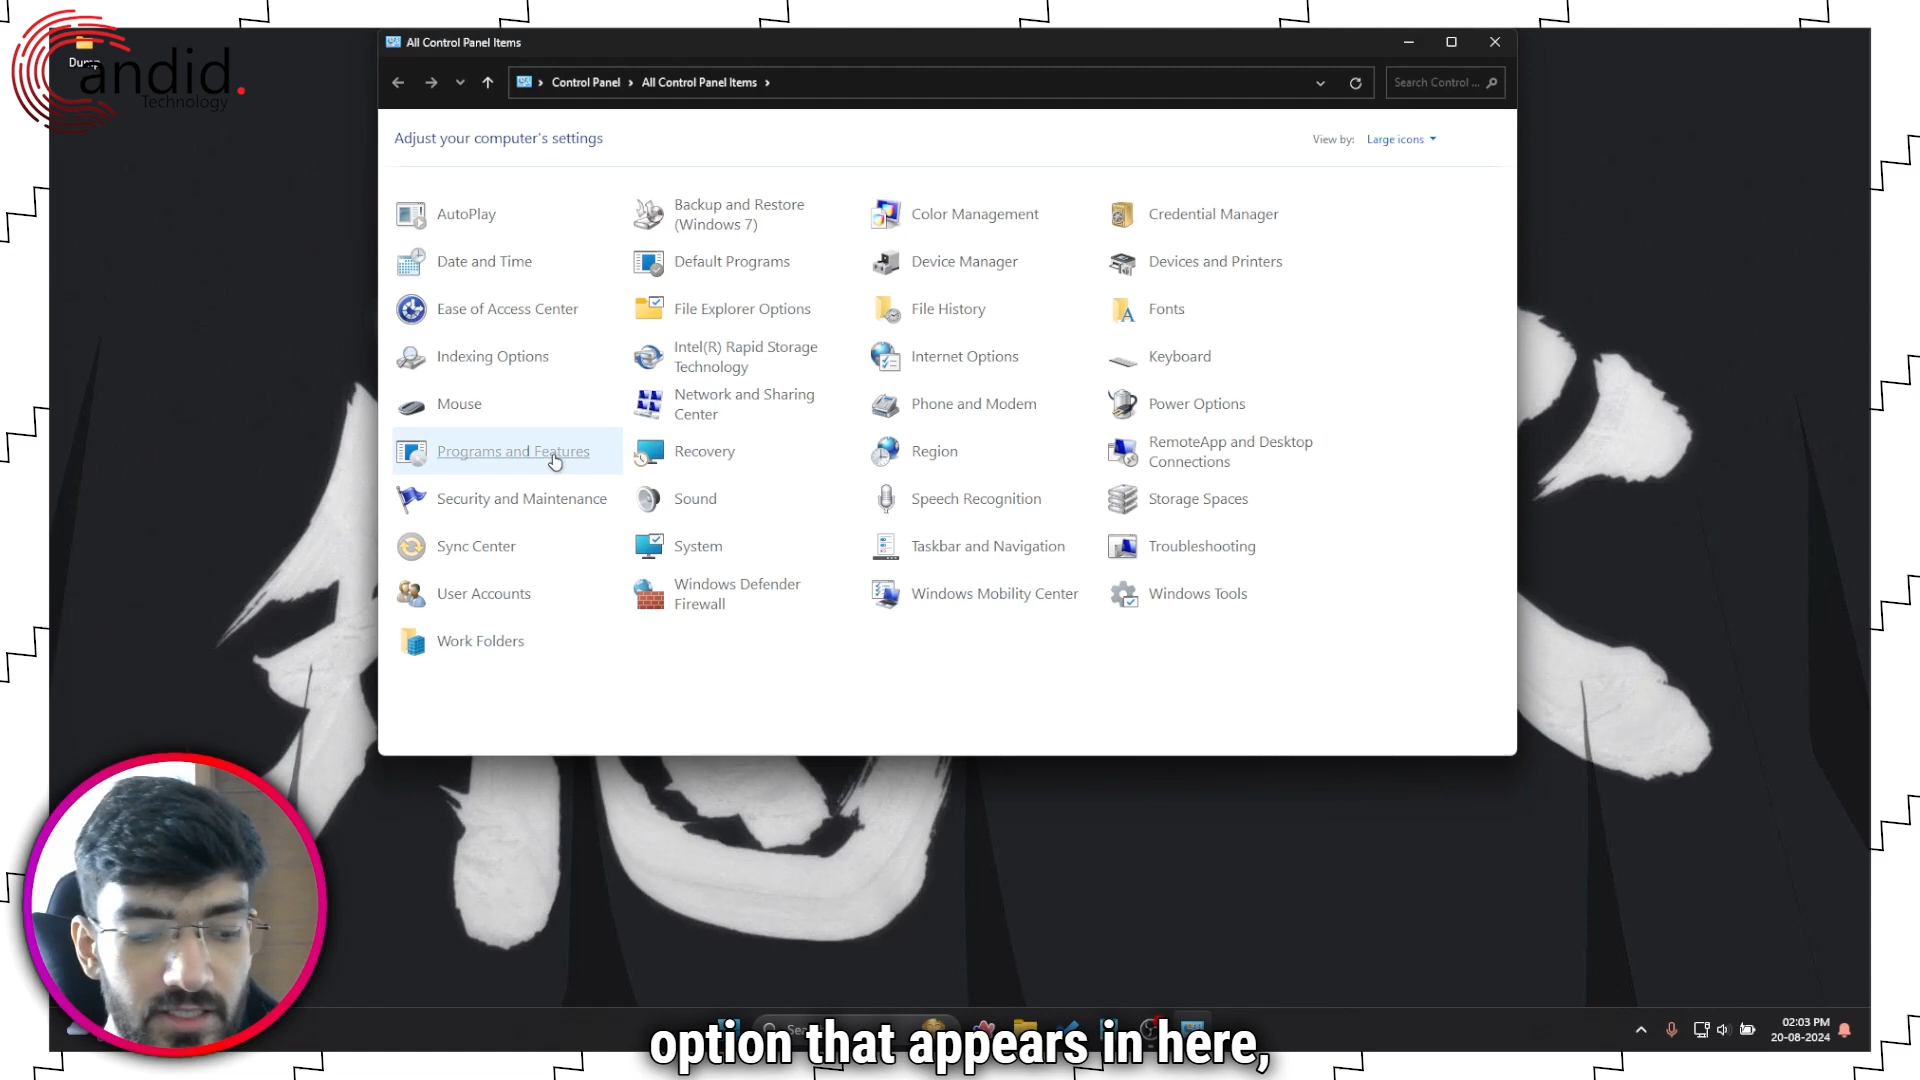 Dump
andid.
Technology
All Control Panel Items
Control Panel › All Control Panel Items ›
Search Control ...
Adjust your computer's settings
View by: Large icons
AutoPlay
Backup and Restore
(Windows 7)
Color Management
Credential Manager
Date and Time
Default Programs
Device Manager
Devices and Printers
Ease of Access Center
File Explorer Options
File History
Fonts
Indexing Options
Intel(R) Rapid Storage
Technology
Internet Options
Keyboard
Mouse
Network and Sharing
Center
Phone and Modem
Power Options
Programs and Features
Recovery
Region
RemoteApp and Desktop
Connections
Security and Maintenance
Sound
Speech Recognition
Storage Spaces
Sync Center
System
Taskbar and Navigation
Troubleshooting
User Accounts
Windows Defender
Firewall
Windows Mobility Center
Windows Tools
Work Folders
option that appears in here,
02:03 PM
20-08-2024